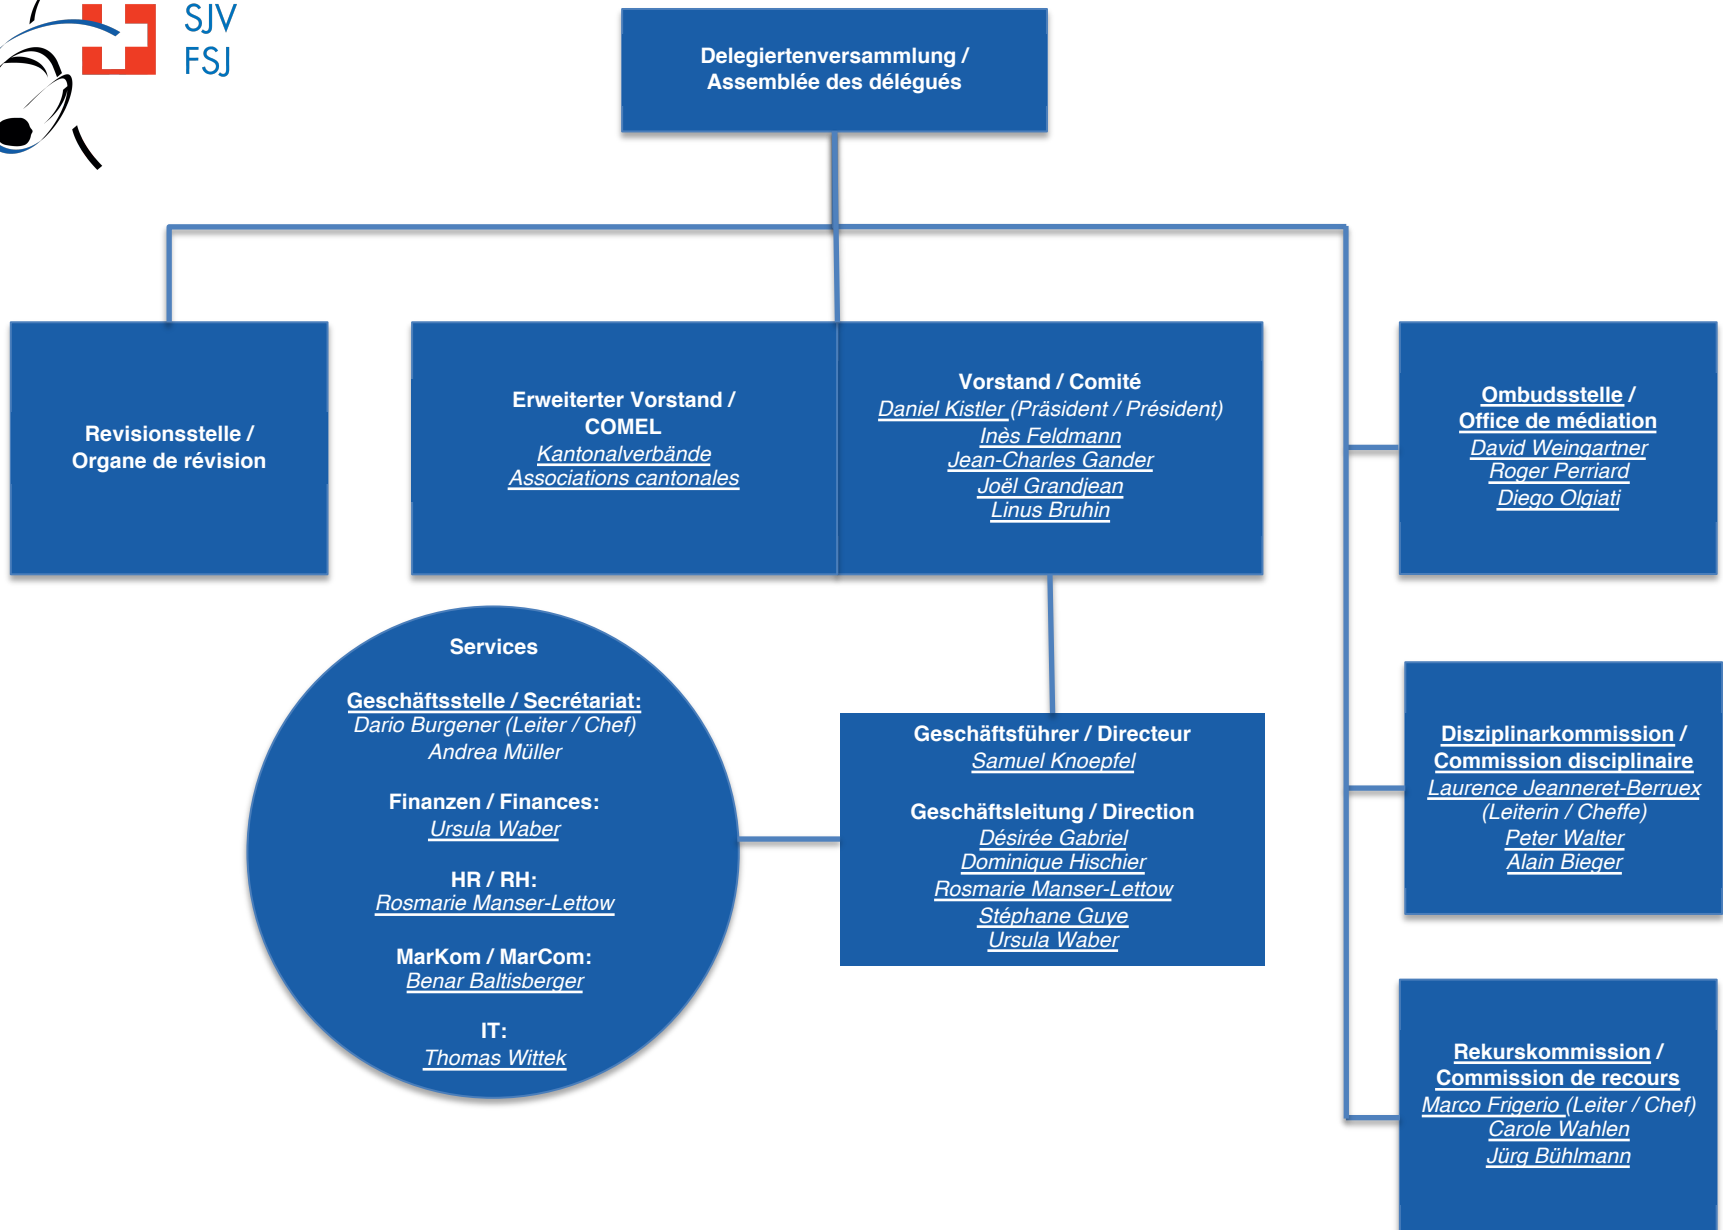 SJV
FSJ
Delegiertenversammlung /
Assemblée des délégués
Revisionsstelle /
Organe de révision
Erweiterter Vorstand /
COMEL
Kantonalverbände
Associations cantonales
Vorstand / Comité
Daniel Kistler (Präsident / Président)
Inès Feldmann
Jean-Charles Gander
Joël Grandjean
Linus Bruhin
Ombudsstelle /
Office de médiation
David Weingartner
Roger Perriard
Diego Olgiati
Services
Geschäftsstelle / Secrétariat:
Dario Burgener (Leiter / Chef)
Andrea Müller
Finanzen / Finances:
Ursula Waber
HR / RH:
Rosmarie Manser-Lettow
MarKom / MarCom:
Benar Baltisberger
IT:
Thomas Wittek
Geschäftsführer / Directeur
Samuel Knoepfel
Geschäftsleitung / Direction
Désirée Gabriel
Dominique Hischier
Rosmarie Manser-Lettow
Stéphane Guye
Ursula Waber
Disziplinarkommission /
Commission disciplinaire
Laurence Jeanneret-Berruex
(Leiterin / Cheffe)
Peter Walter
Alain Bieger
Rekurskommission /
Commission de recours
Marco Frigerio (Leiter / Chef)
Carole Wahlen
Jürg Bühlmann